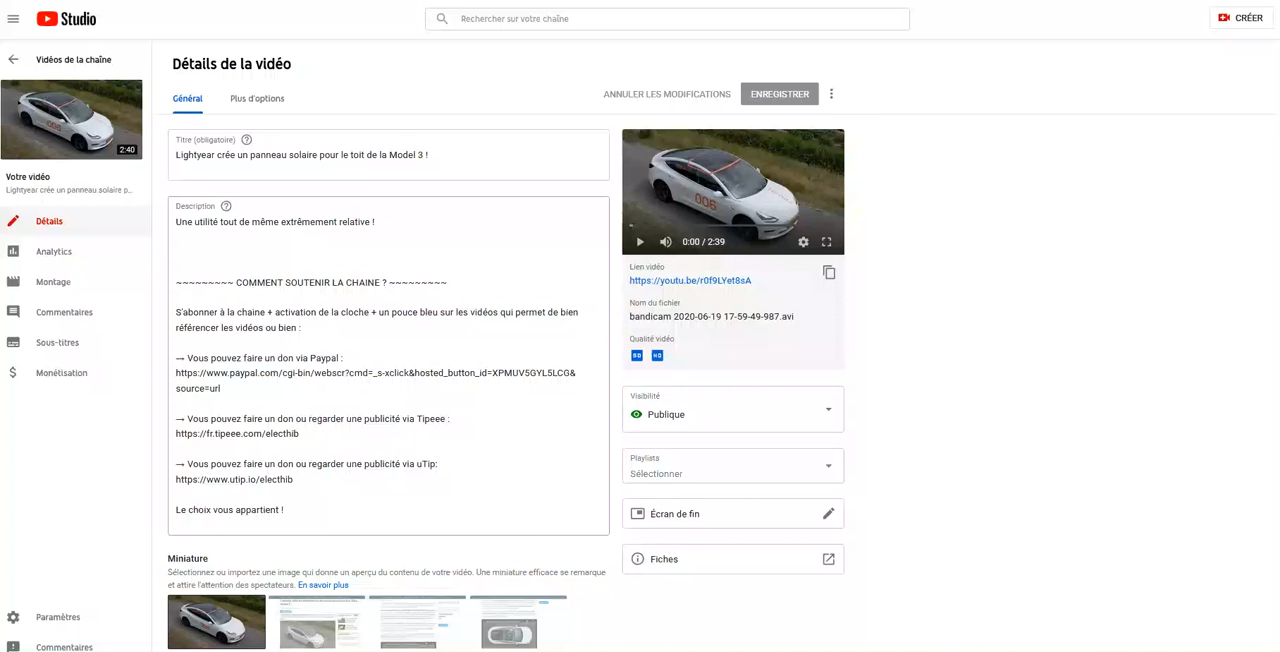 Studio
Rechercher sur votre chaîne
CRÉER
Vidéos de la chaîne
2:40
Votre vidéo
Lightyear crée un panneau solaire p...
Détails
Analytics
Montage
Commentaires
Sous-titres
Monétisation
Paramètres
Commentaires
Détails de la vidéo
Général
Plus d'options
ANNULER LES MODIFICATIONS
ENREGISTRER
Titre (obligatoire)
Lightyear crée un panneau solaire pour le toit de la Model 3 !
Description
Une utilité tout de même extrêmement relative !
~~~~~~~~~ COMMENT SOUTENIR LA CHAINE ? ~~~~~~~~~
S'abonner à la chaine + activation de la cloche + un pouce bleu sur les vidéos qui permet de bien
référencer les vidéos ou bien :
→ Vous pouvez faire un don via Paypal :
https://www.paypal.com/cgi-bin/webscr?cmd=_s-xclick&hosted_button_id=XPMUV5GYL5LCG&
source=url
→ Vous pouvez faire un don ou regarder une publicité via Tipeee :
https://fr.tipeee.com/electhib
→ Vous pouvez faire un don ou regarder une publicité via uTip:
https://www.utip.io/electhib
Le choix vous appartient !
Miniature
Sélectionnez ou importez une image qui donne un aperçu du contenu de votre vidéo. Une miniature efficace se remarque
et attire l'attention des spectateurs. En savoir plus
006
0:00 / 2:39
Lien vidéo
https://youtu.be/r0f9LYet8sA
Nom du fichier
bandicam 2020-06-19 17-59-49-987.avi
Qualité vidéo
SD HD
Visibilité
Publique
Playlists
Sélectionner
Écran de fin
Fiches